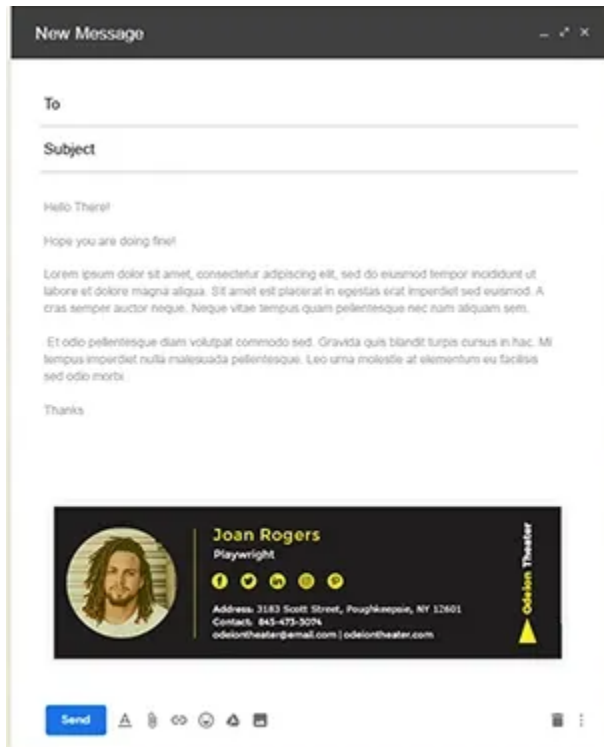 New Message
To
Subject
Hello There!
Hope you are doing fine!
Lorem ipsum dolor sit amet, consectetur adipiscing elit, sed do eiusmod tempor incididunt ut
labore et dolore magna aliqua. Sit amet est placerat in egestas erat imperdiet sed euismod. A
cras semper auctor neque. Neque vitae tempus quam pellentesque nec nam aliquam sem.
Et odio pellentesque diam volutpat commodo sed. Gravida quis blandit turpis cursus in hac. Mi
tempus imperdiet nulla malesuada pellentesque. Leo urna molestie at elementum eu facilisis
sed odio morbi
Thanks
Joan Rogers
Playwright
Address: 3183 Scott Street, Poughkeepsie, NY 12601
Contact: 845-473-5074
odeiontheater@email.com | odeiontheater.com
Odeion Theater
Send